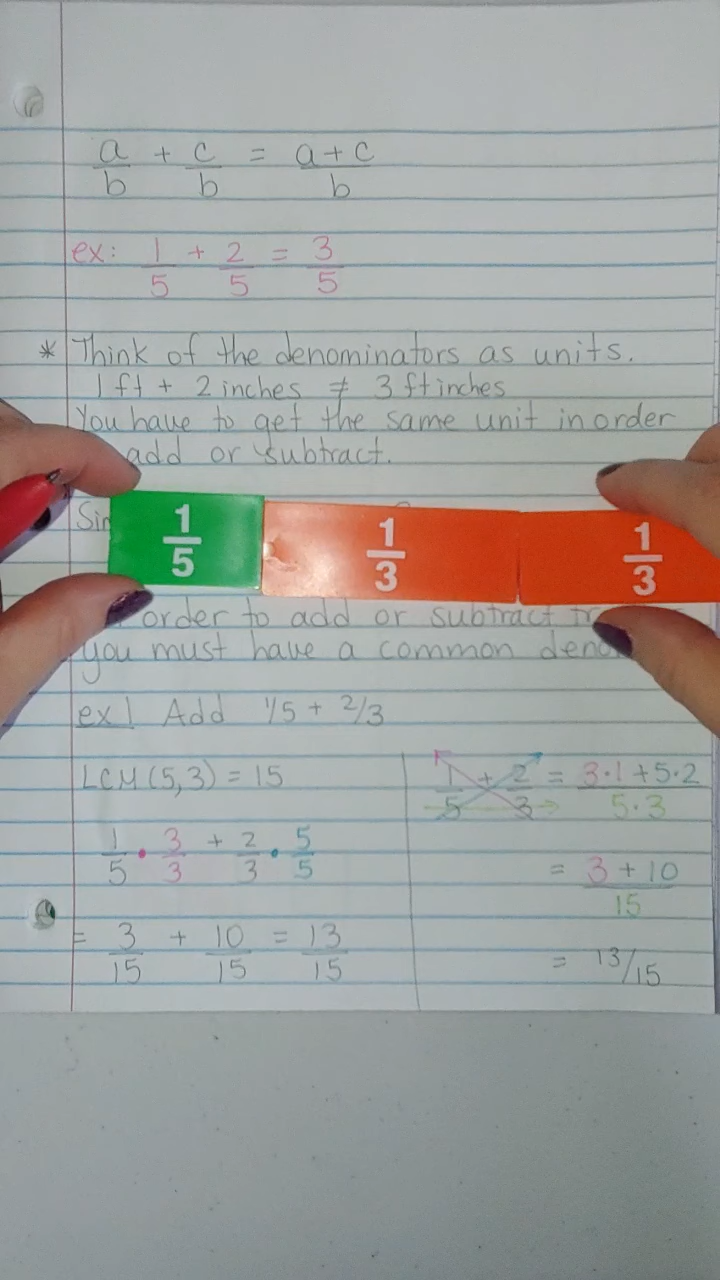 a/b + c/b = a+c/b
ex: 1/5 + 2/5 = 3/5
* Think of the denominators as units.
1 ft + 2 inches ≠ 3 ft inches
You have to get the same unit in order
add or subtract.
1/5 1/3 1/3
order to add or subtract
you must have a common
ex1 Add 1/5 + 2/3
LCM(5,3) = 15
1/5 • 3/3 + 2/3 • 5/5
= 3/15 + 10/15 = 13/15
1/5 + 2/3 = 3·1+5·2/5·3
= 3+10/15
= 13/15